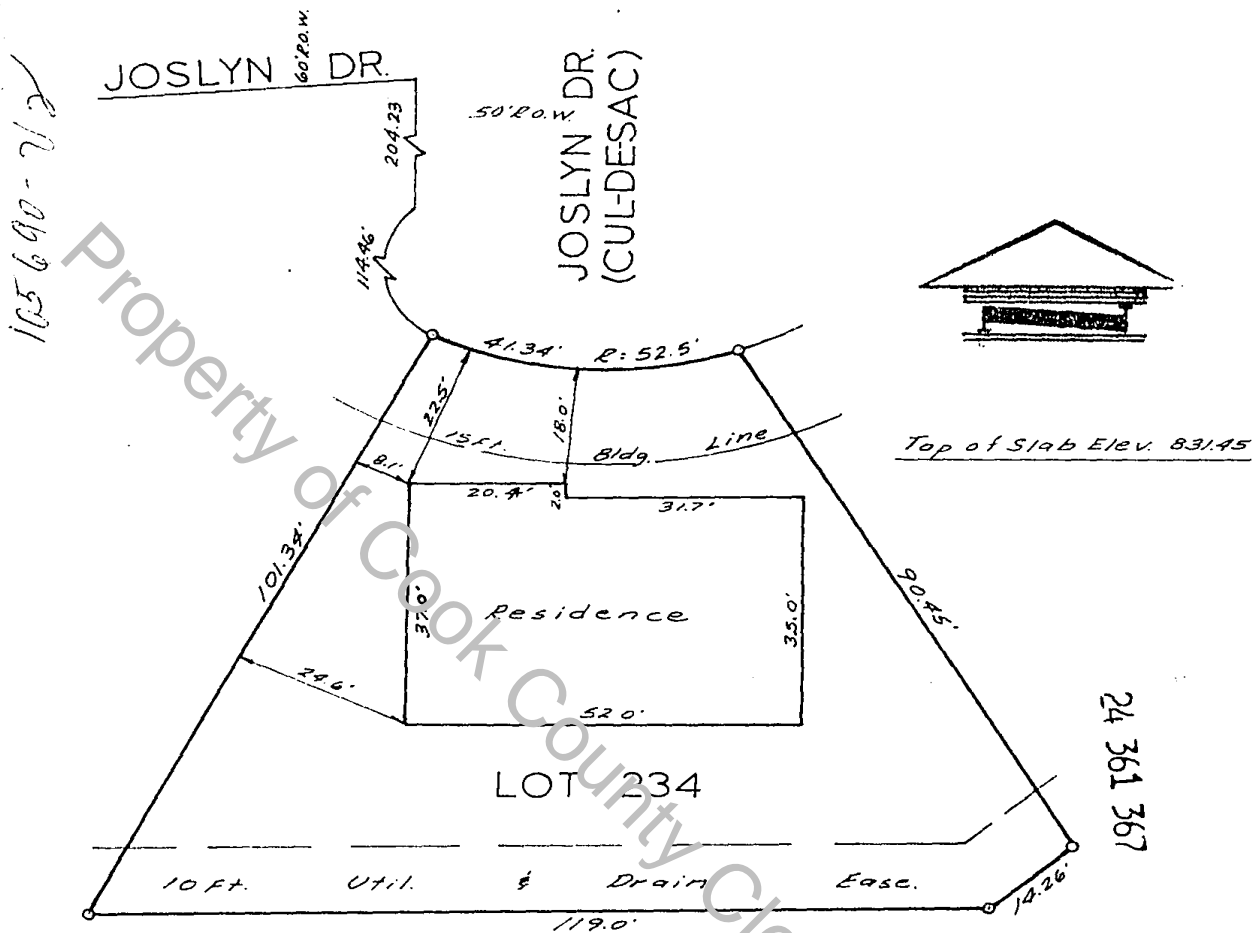 JOSLYN DR.
60' R.O.W.
JOSLYN DR.
(CUL-DESAC)
50' R.O.W.
204.23
114.46'
41.34' R: 52.5'
22.5'
18.0'
15 Ft. Bldg. Line
8.1'
20.4'
2.0'
31.7'
Top of Slab Elev. 831.45
101.34'
37.0'
Residence
35.0'
90.45'
24.6'
52.0'
LOT 234
24 361 367
10 Ft. Util. & Drain Ease.
14.26'
119.0'
Property of Cook County Cle